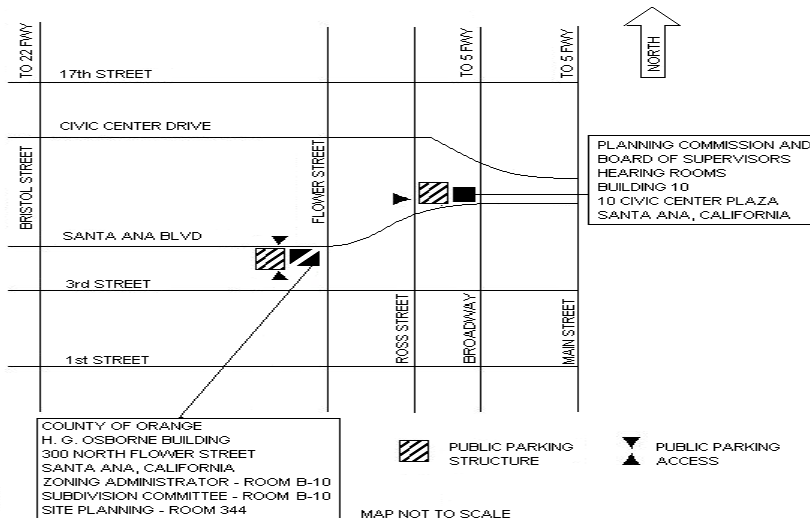 TO 22 FWY
TO 5 FWY
TO 5 FWY
NORTH
17th STREET
CIVIC CENTER DRIVE
BRISTOL STREET
FLOWER STREET
PLANNING COMMISSION AND
BOARD OF SUPERVISORS
HEARING ROOMS
BUILDING 10
10 CIVIC CENTER PLAZA
SANTA ANA, CALIFORNIA
SANTA ANA BLVD
3rd STREET
ROSS STREET
BROADWAY
MAIN STREET
1st STREET
COUNTY OF ORANGE
H. G. OSBORNE BUILDING
300 NORTH FLOWER STREET
SANTA ANA, CALIFORNIA
ZONING ADMINISTRATOR - ROOM B-10
SUBDIVISION COMMITTEE - ROOM B-10
SITE PLANNING - ROOM 344
PUBLIC PARKING
STRUCTURE
PUBLIC PARKING
ACCESS
MAP NOT TO SCALE